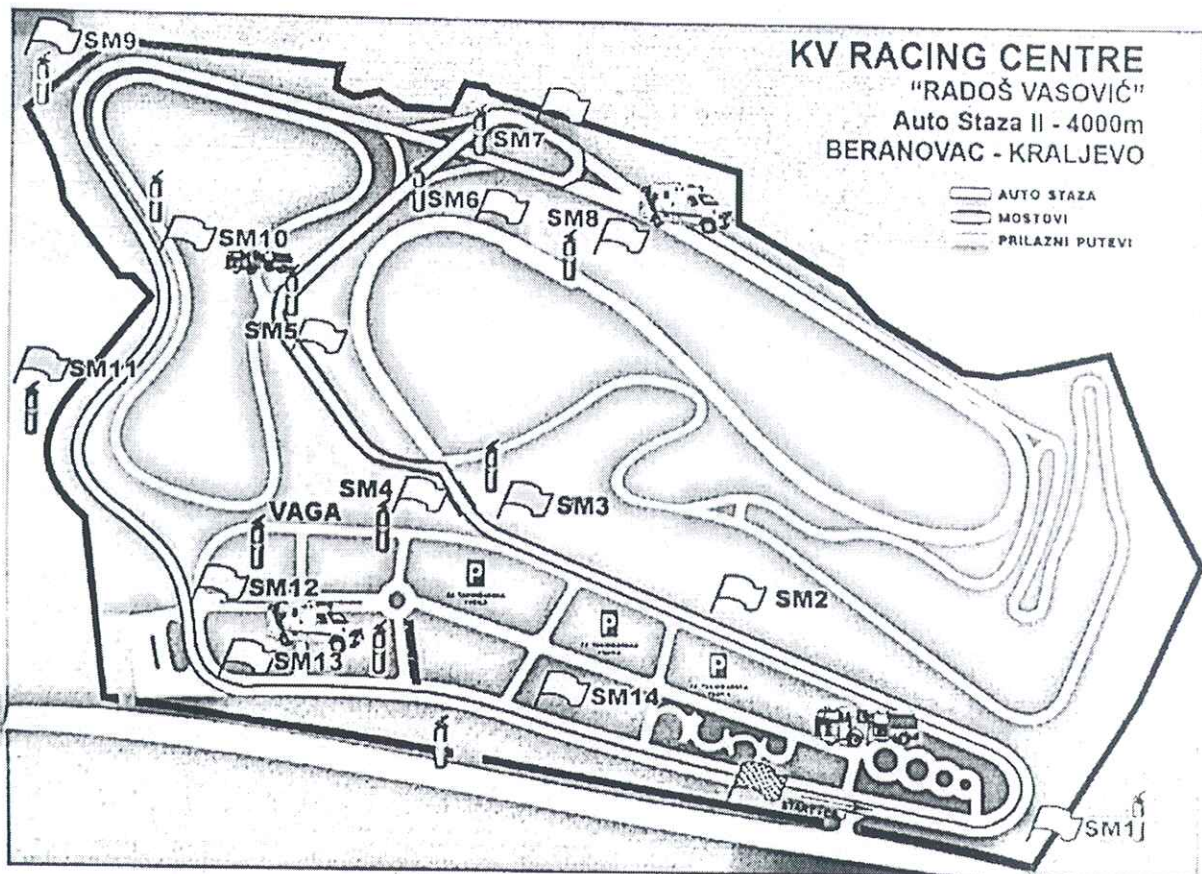 KV RACING CENTRE
"RADOŠ VASOVIĆ"
Auto Staza II - 4000m
BERANOVAC - KRALJEVO
AUTO STAZA
MOSTOVI
PRILAZNI PUTEVI
SM9
SM7
SM6
SM8
SM10
SM5
SM11
SM4
SM3
VAGA
P
SM12
SM2
P
SM13
P
SM14
SM1